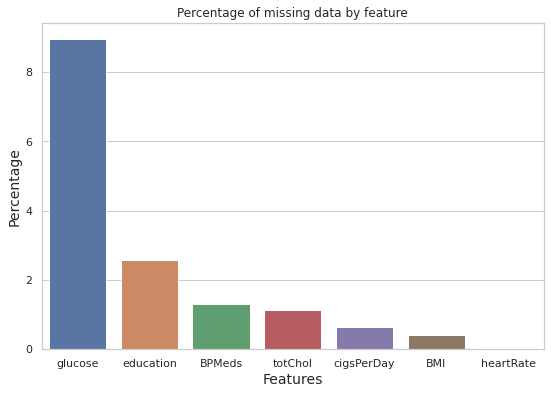 Percentage of missing data by feature
Percentage
8
6
4
2
0
glucose education BPMeds totChol cigsPerDay BMI heartRate
Features